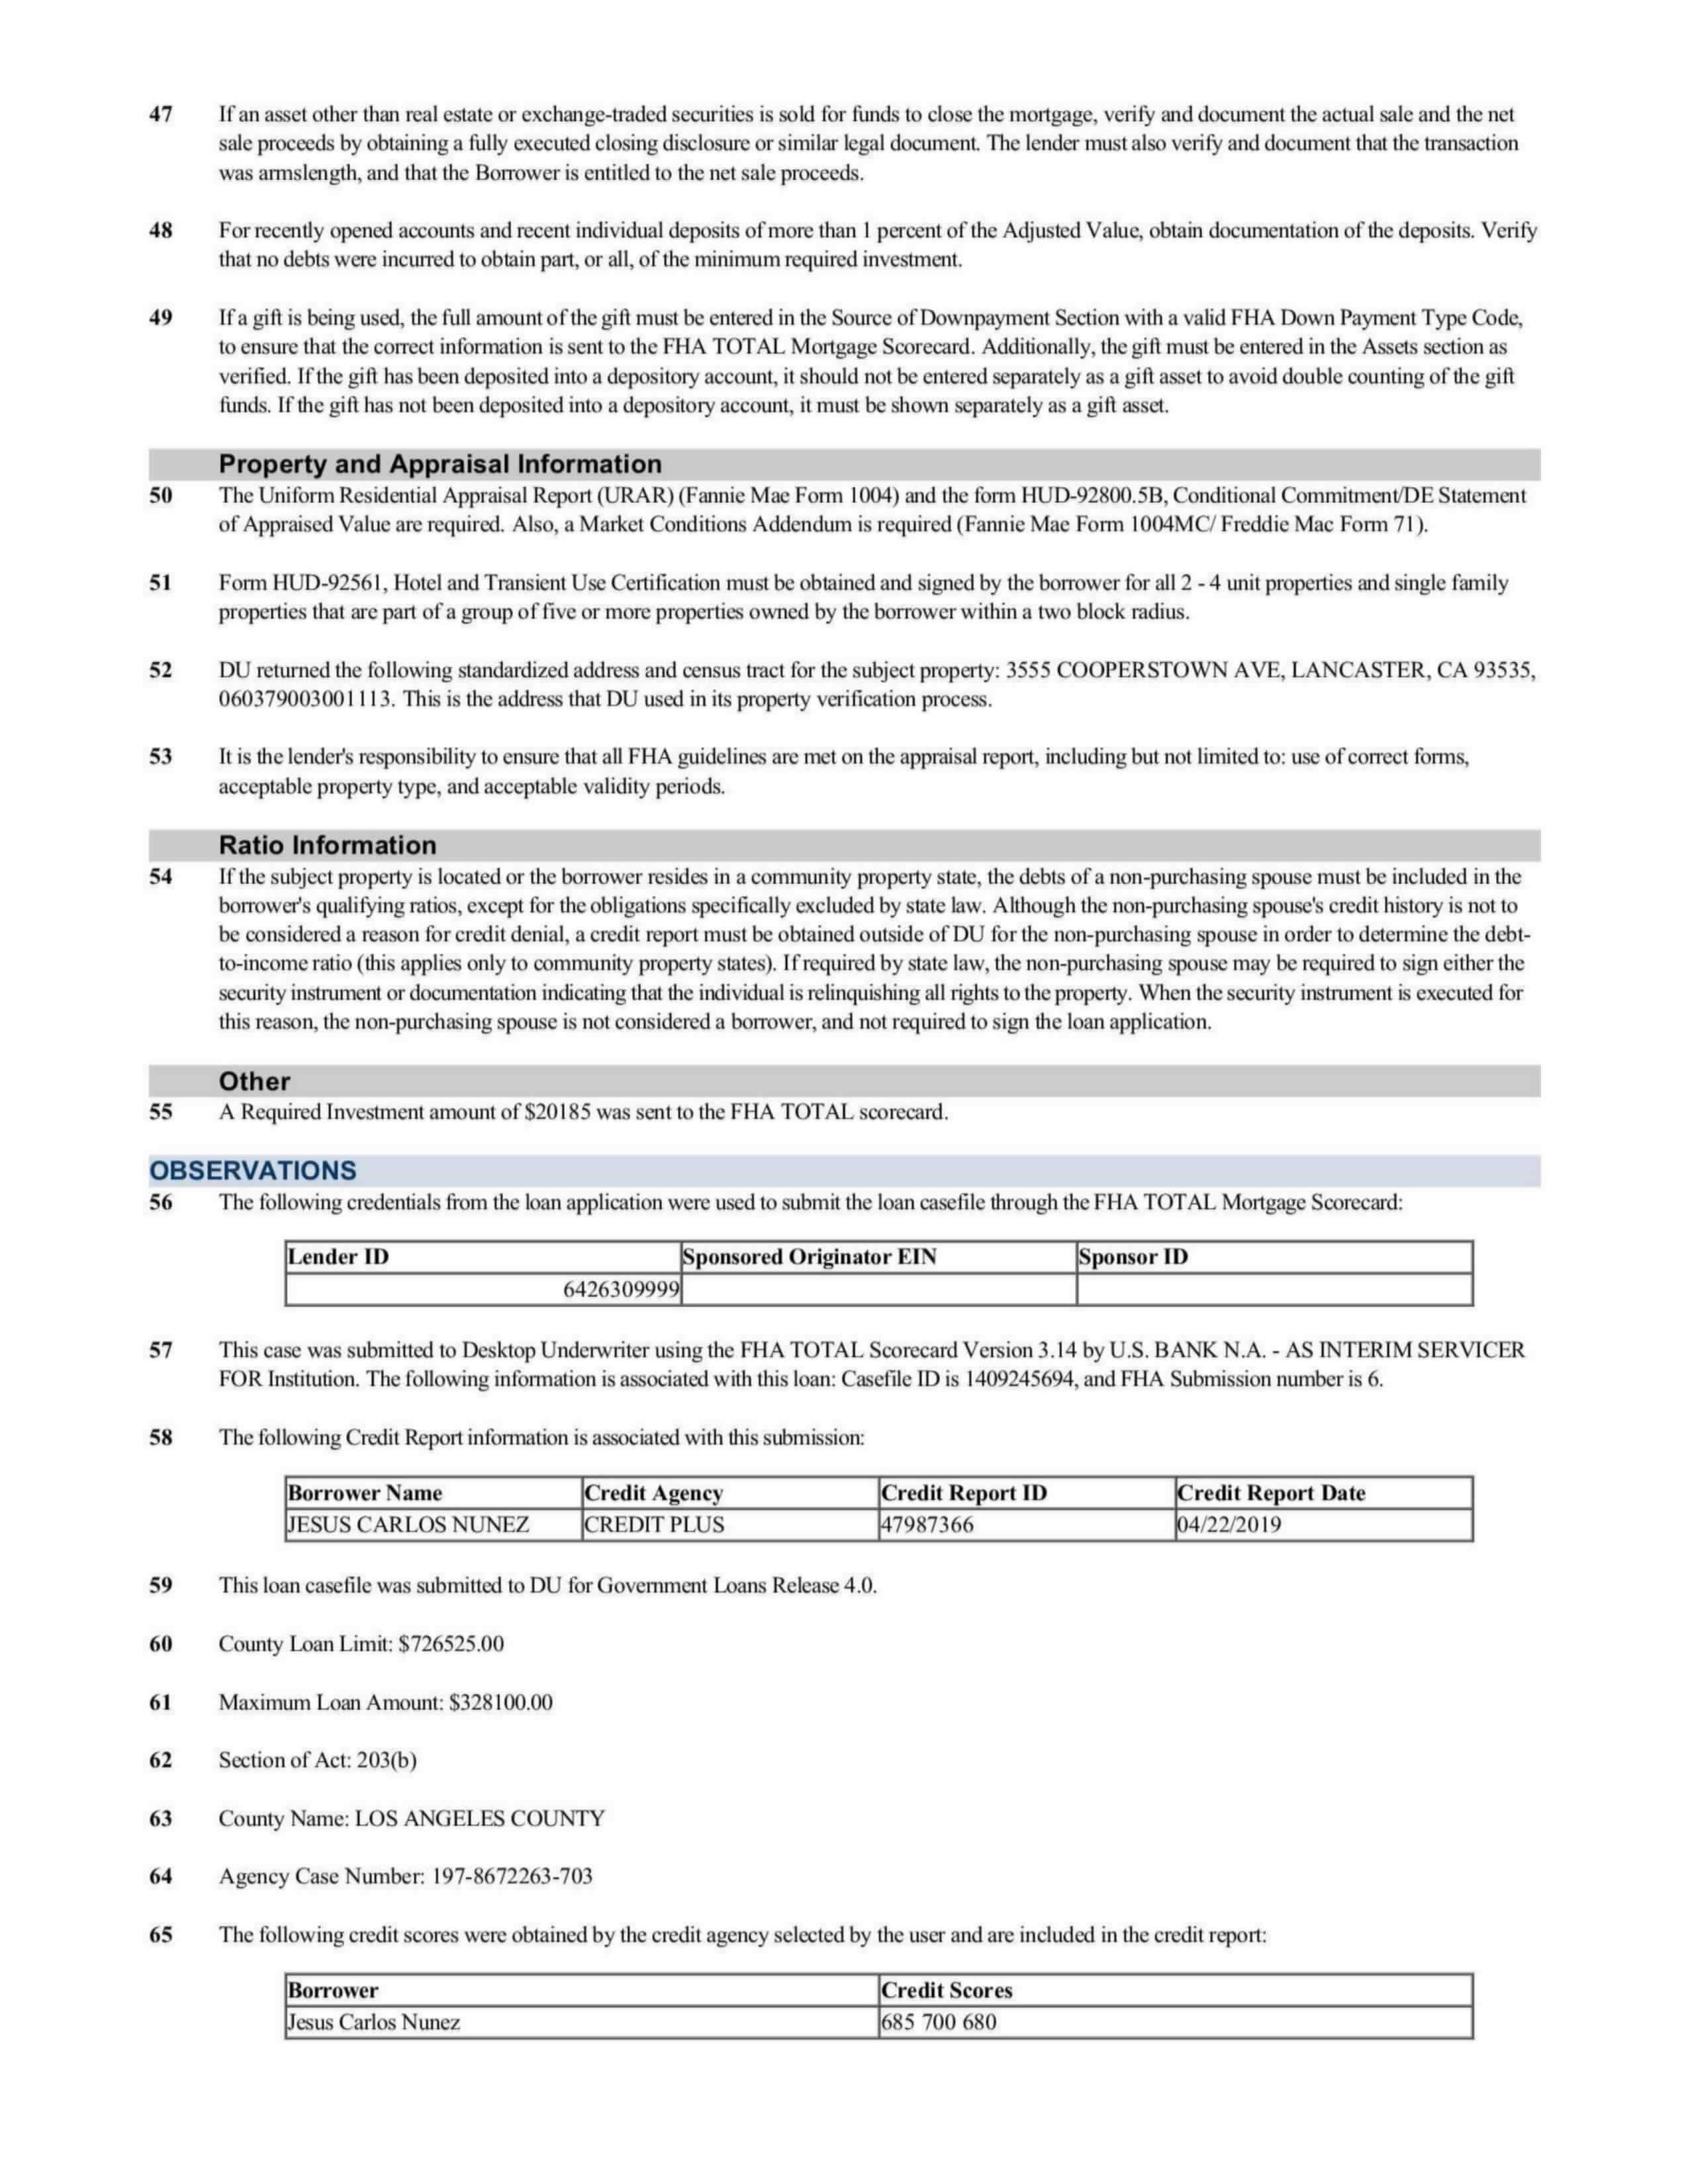 47 If an asset other than real estate or exchange-traded securities is sold for funds to close the mortgage, verify and document the actual sale and the net
sale proceeds by obtaining a fully executed closing disclosure or similar legal document. The lender must also verify and document that the transaction
was armslength, and that the Borrower is entitled to the net sale proceeds.
48 For recently opened accounts and recent individual deposits of more than 1 percent of the Adjusted Value, obtain documentation of the deposits. Verify
that no debts were incurred to obtain part, or all, of the minimum required investment.
49 If a gift is being used, the full amount of the gift must be entered in the Source of Downpayment Section with a valid FHA Down Payment Type Code,
to ensure that the correct information is sent to the FHA TOTAL Mortgage Scorecard. Additionally, the gift must be entered in the Assets section as
verified. If the gift has been deposited into a depository account, it should not be entered separately as a gift asset to avoid double counting of the gift
funds. If the gift has not been deposited into a depository account, it must be shown separately as a gift asset.
Property and Appraisal Information
50 The Uniform Residential Appraisal Report (URAR) (Fannie Mae Form 1004) and the form HUD-92800.5B, Conditional Commitment/DE Statement
of Appraised Value are required. Also, a Market Conditions Addendum is required (Fannie Mae Form 1004MC/ Freddie Mac Form 71).
51 Form HUD-92561, Hotel and Transient Use Certification must be obtained and signed by the borrower for all 2 - 4 unit properties and single family
properties that are part of a group of five or more properties owned by the borrower within a two block radius.
52 DU returned the following standardized address and census tract for the subject property: 3555 COOPERSTOWN AVE, LANCASTER, CA 93535,
060379003001113. This is the address that DU used in its property verification process.
53 It is the lender's responsibility to ensure that all FHA guidelines are met on the appraisal report, including but not limited to: use of correct forms,
acceptable property type, and acceptable validity periods.
Ratio Information
54 If the subject property is located or the borrower resides in a community property state, the debts of a non-purchasing spouse must be included in the
borrower's qualifying ratios, except for the obligations specifically excluded by state law. Although the non-purchasing spouse's credit history is not to
be considered a reason for credit denial, a credit report must be obtained outside of DU for the non-purchasing spouse in order to determine the debt-
to-income ratio (this applies only to community property states). If required by state law, the non-purchasing spouse may be required to sign either the
security instrument or documentation indicating that the individual is relinquishing all rights to the property. When the security instrument is executed for
this reason, the non-purchasing spouse is not considered a borrower, and not required to sign the loan application.
Other
55 A Required Investment amount of $20185 was sent to the FHA TOTAL scorecard.
OBSERVATIONS
56 The following credentials from the loan application were used to submit the loan casefile through the FHA TOTAL Mortgage Scorecard:
Lender ID Sponsored Originator EIN Sponsor ID
6426309999
57 This case was submitted to Desktop Underwriter using the FHA TOTAL Scorecard Version 3.14 by U.S. BANK N.A. - AS INTERIM SERVICER
FOR Institution. The following information is associated with this loan: Casefile ID is 1409245694, and FHA Submission number is 6.
58 The following Credit Report information is associated with this submission:
Borrower Name Credit Agency Credit Report ID Credit Report Date
JESUS CARLOS NUNEZ CREDIT PLUS 47987366 04/22/2019
59 This loan casefile was submitted to DU for Government Loans Release 4.0.
60 County Loan Limit: $726525.00
61 Maximum Loan Amount: $328100.00
62 Section of Act: 203(b)
63 County Name: LOS ANGELES COUNTY
64 Agency Case Number: 197-8672263-703
65 The following credit scores were obtained by the credit agency selected by the user and are included in the credit report:
Borrower Credit Scores
Jesus Carlos Nunez 685 700 680